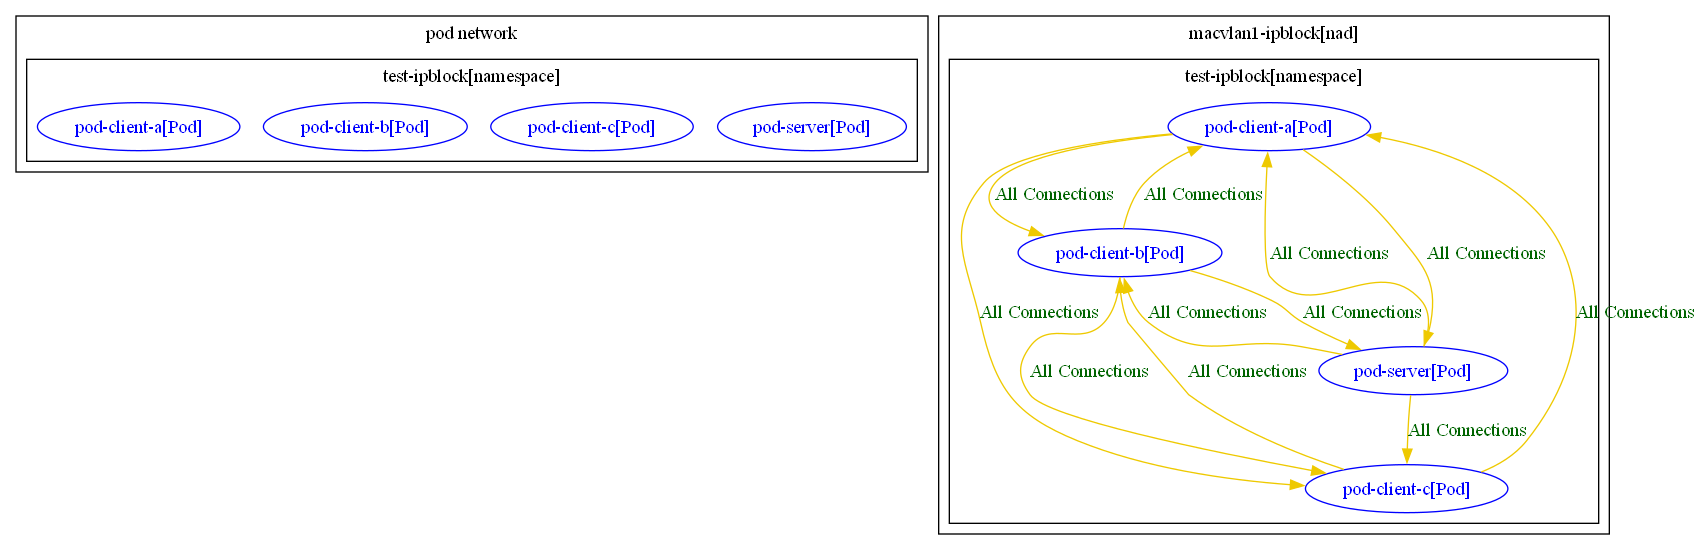 pod network
test-ipblock[namespace]
pod-client-a[Pod]
pod-client-b[Pod]
pod-client-c[Pod]
pod-server[Pod]
macvlan1-ipblock[nad]
test-ipblock[namespace]
pod-client-a[Pod]
All Connections
All Connections
pod-client-b[Pod]
All Connections
All Connections
All Connections
All Connections
All Connections
All Connections
All Connections
All Connections
pod-server[Pod]
All Connections
pod-client-c[Pod]